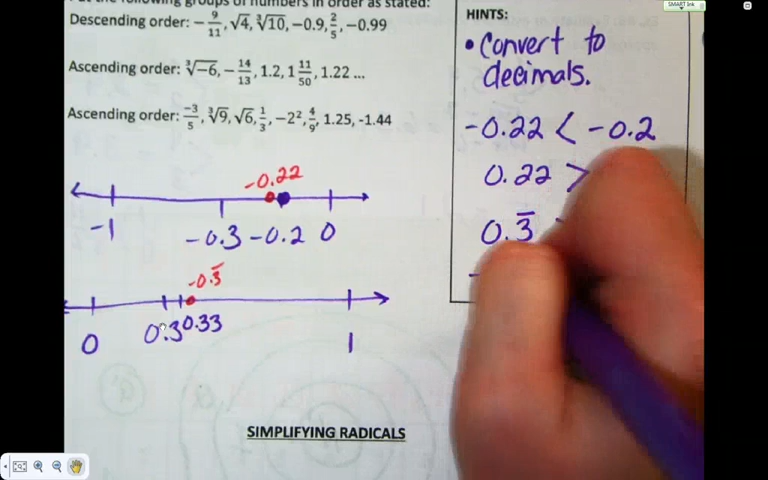 Descending order: -9/11, √4, ∛10, -0.9, 2/5, -0.99
Ascending order: ∛-6, -14/13, 1.2, 1 11/50, 1.22 ...
Ascending order: -3/5, ∛9, √6, 1/3, -2², 4/9, 1.25, -1.44
-0.22
-1 -0.3 -0.2 0
-0.3̅
0 0.3 0.33 1
SIMPLIFYING RADICALS
SMART Ink
HINTS:
• Convert to
decimals.
-0.22 < -0.2
0.22 >
0.3̅